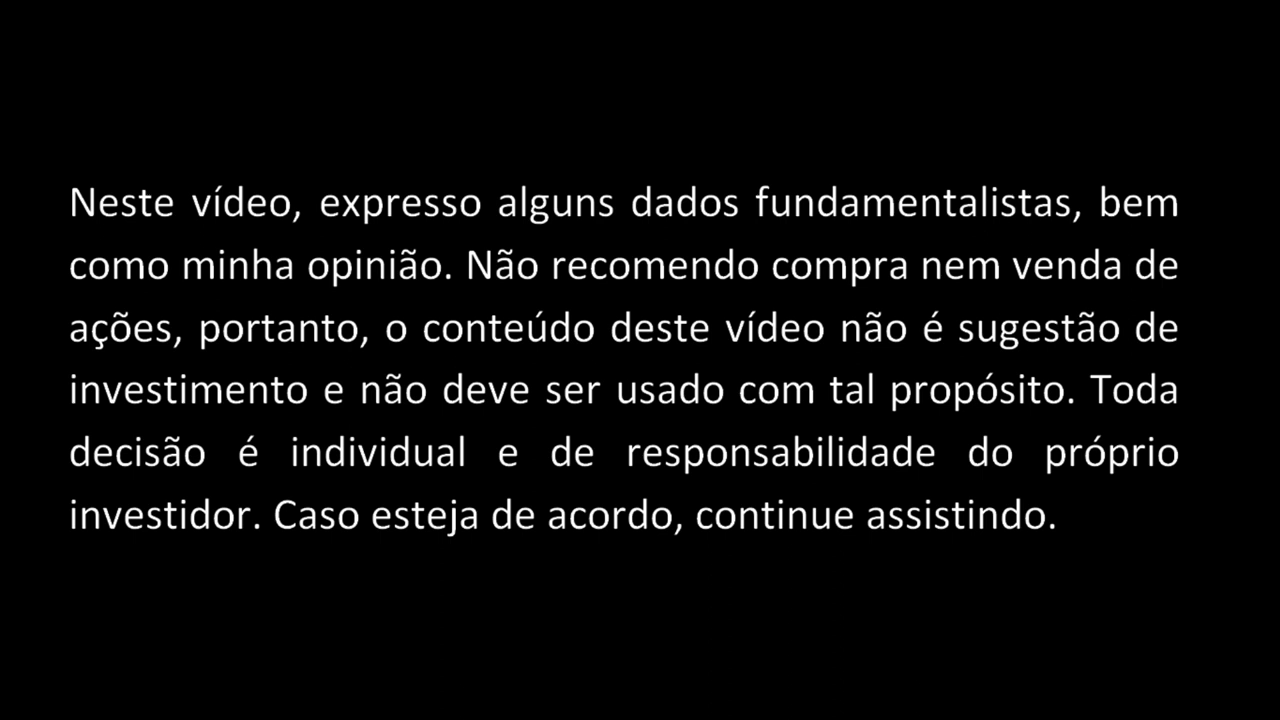 Neste vídeo, expresso alguns dados fundamentalistas, bem
como minha opinião. Não recomendo compra nem venda de
ações, portanto, o conteúdo deste vídeo não é sugestão de
investimento e não deve ser usado com tal propósito. Toda
decisão é individual e de responsabilidade do próprio
investidor. Caso esteja de acordo, continue assistindo.